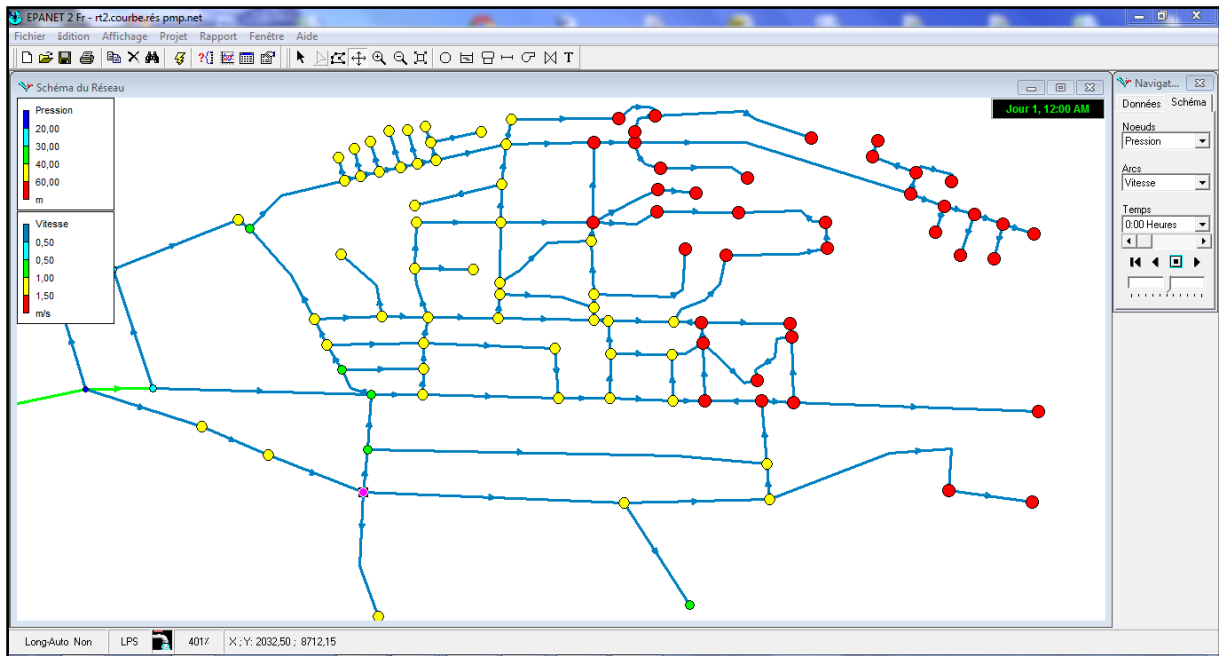 EPANET 2 Fr - rt2.courbe.rés pmp.net
Fichier Edition Affichage Projet Rapport Fenêtre Aide
T
Schéma du Réseau
Pression
20,00
30,00
40,00
60,00
m
Vitesse
0,50
0,50
1,00
1,50
m/s
Jour 1, 12:00 AM
Navigat...
Données Schéma
Noeuds
Pression
Arcs
Vitesse
Temps
0:00 Heures
Long-Auto Non LPS 401% X ; Y: 2032,50 ; 8712,15